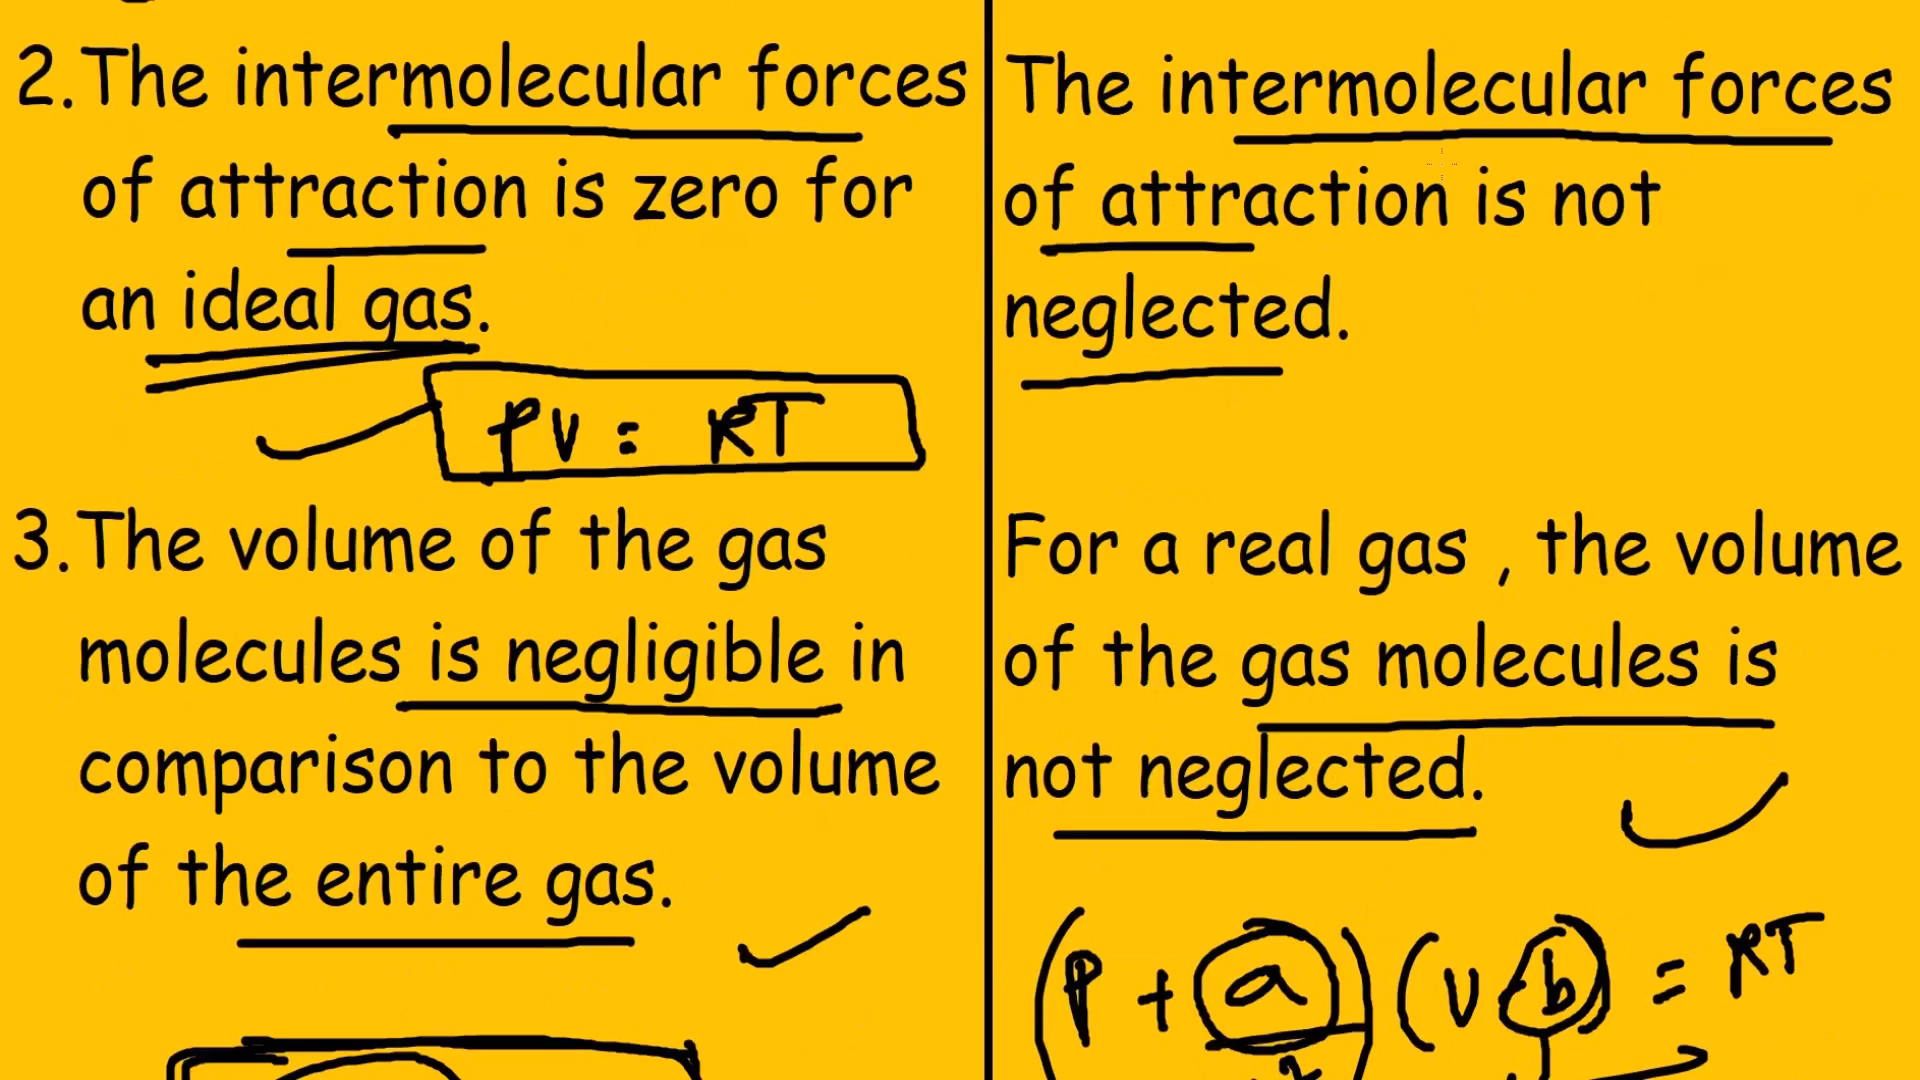 2. The intermolecular forces
of attraction is zero for
an ideal gas.
PV = RT
3. The volume of the gas
molecules is negligible in
comparison to the volume
of the entire gas.
The intermolecular forces
of attraction is not
neglected.
For a real gas , the volume
of the gas molecules is
not neglected.
(P + a) (V b) = RT